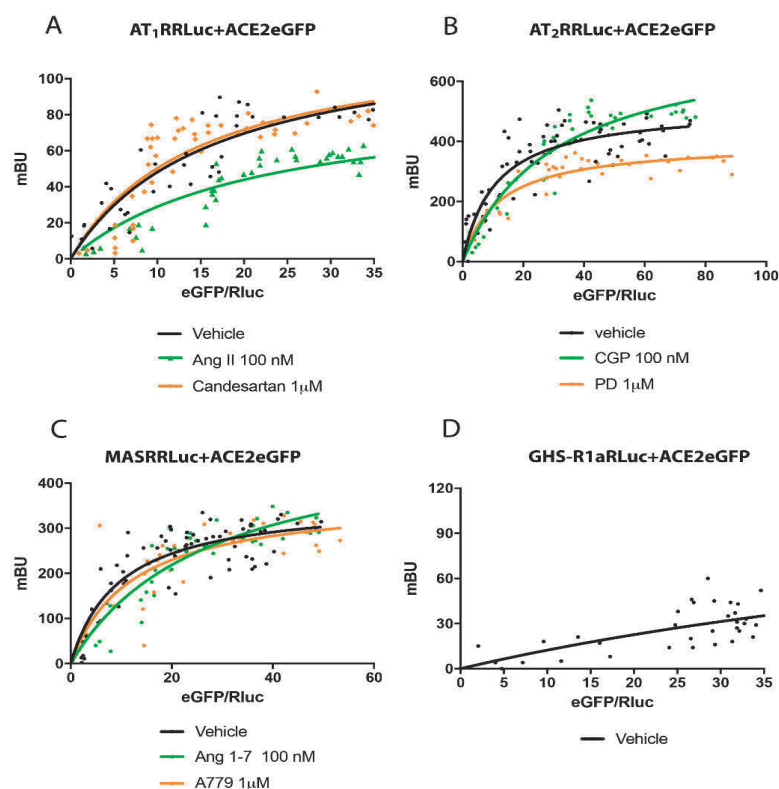 A
AT₁RRLuc+ACE2eGFP
100
80
60
40
20
0
mBU
0 5 10 15 20 25 30 35
eGFP/Rluc
Vehicle
Ang II 100 nM
Candesartan 1μM
B
AT₂RRLuc+ACE2eGFP
600
400
200
0
mBU
0 20 40 60 80 100
eGFP/Rluc
vehicle
CGP 100 nM
PD 1μM
C
MASRRLuc+ACE2eGFP
400
300
200
100
0
mBU
0 20 40 60
eGFP/Rluc
Vehicle
Ang 1-7 100 nM
A779 1μM
D
GHS-R1aRLuc+ACE2eGFP
120
90
60
30
0
mBU
0 5 10 15 20 25 30 35
eGFP/Rluc
Vehicle